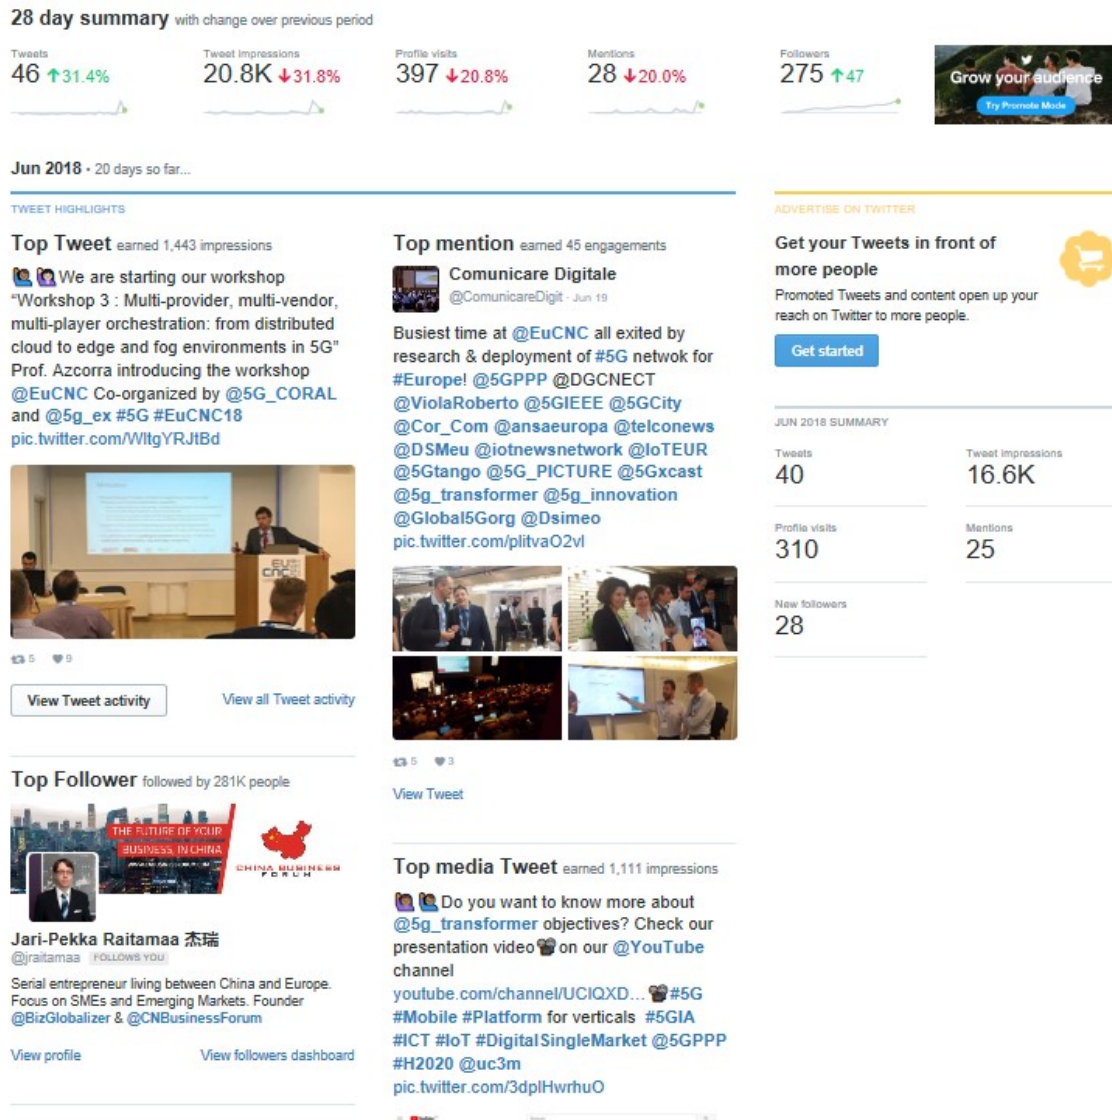 28 day summary with change over previous period
Tweets
46 ↑31.4%
Tweet impressions
20.8K ↓31.8%
Profile visits
397 ↓20.8%
Mentions
28 ↓20.0%
Followers
275 ↑47
Grow your audience
Try Promote Mode
Jun 2018 • 20 days so far...
TWEET HIGHLIGHTS
Top Tweet earned 1,443 impressions
We are starting our workshop
“Workshop 3 : Multi-provider, multi-vendor,
multi-player orchestration: from distributed
cloud to edge and fog environments in 5G”
Prof. Azcorra introducing the workshop
@EuCNC Co-organized by @5G_CORAL
and @5g_ex #5G #EuCNC18
pic.twitter.com/WltgYRJtBd
EU
CNC
5 9
View Tweet activity
View all Tweet activity
Top Follower followed by 281K people
THE FUTURE OF YOUR
BUSINESS, IN CHINA
CHINA BUSINESS
FORUM
Jari-Pekka Raitamaa 杰瑞
@jraitamaa FOLLOWS YOU
Serial entrepreneur living between China and Europe.
Focus on SMEs and Emerging Markets. Founder
@BizGlobalizer & @CNBusinessForum
View profile
View followers dashboard
Top mention earned 45 engagements
Comunicare Digitale
@ComunicareDigit · Jun 19
Busiest time at @EuCNC all exited by
research & deployment of #5G netwok for
#Europe! @5GPPP @DGCNECT
@ViolaRoberto @5GIEEE @5GCity
@Cor_Com @ansaeuropa @telconews
@DSMeu @iotnewsnetwork @IoTEUR
@5Gtango @5G_PICTURE @5Gxcast
@5g_transformer @5g_innovation
@Global5Gorg @Dsimeo
pic.twitter.com/plitvaO2vl
5 3
View Tweet
Top media Tweet earned 1,111 impressions
Do you want to know more about
@5g_transformer objectives? Check our
presentation video on our @YouTube
channel
youtube.com/channel/UCIQXD... #5G
#Mobile #Platform for verticals #5GIA
#ICT #IoT #DigitalSingleMarket @5GPPP
#H2020 @uc3m
pic.twitter.com/3dplHwrhuO
ADVERTISE ON TWITTER
Get your Tweets in front of
more people
Promoted Tweets and content open up your
reach on Twitter to more people.
Get started
JUN 2018 SUMMARY
Tweets
40
Tweet impressions
16.6K
Profile visits
310
Mentions
25
New followers
28